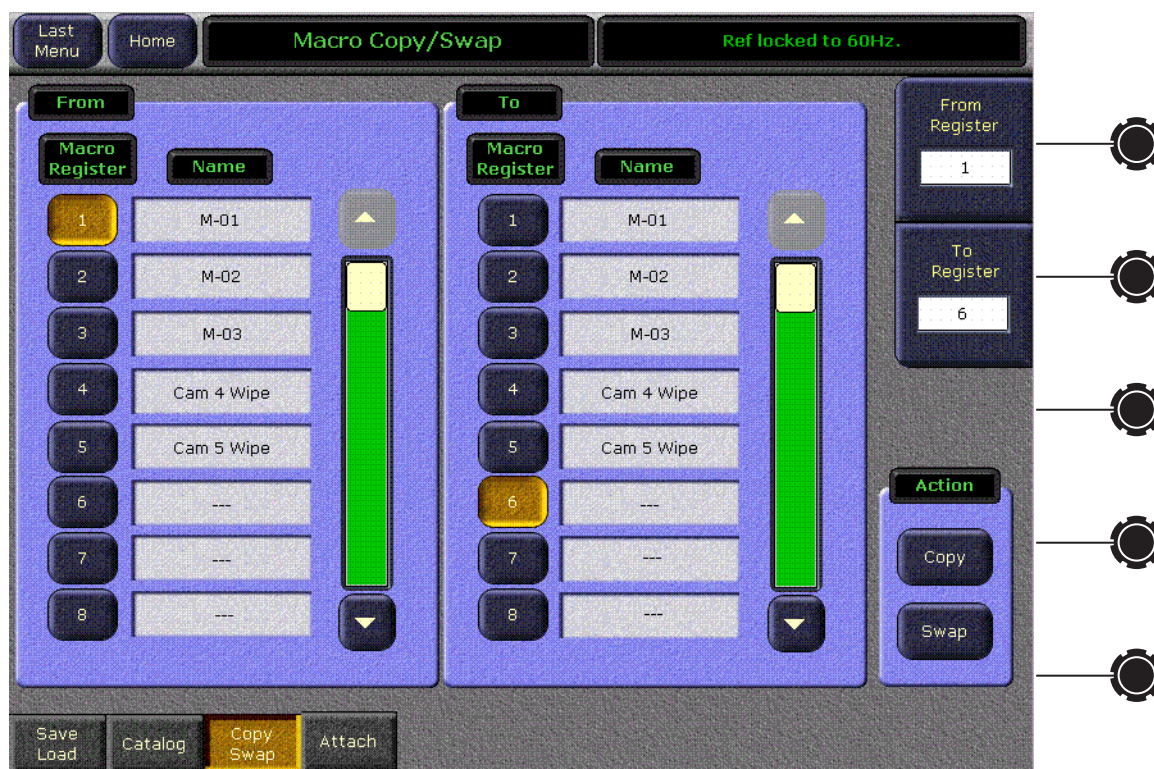 Last
Menu
Home
Macro Copy/Swap
Ref locked to 60Hz.
From
Macro
Register
Name
1 M-01
2 M-02
3 M-03
4 Cam 4 Wipe
5 Cam 5 Wipe
6 ---
7 ---
8 ---
To
Macro
Register
Name
1 M-01
2 M-02
3 M-03
4 Cam 4 Wipe
5 Cam 5 Wipe
6 ---
7 ---
8 ---
From
Register
1
To
Register
6
Action
Copy
Swap
Save
Load
Catalog
Copy
Swap
Attach